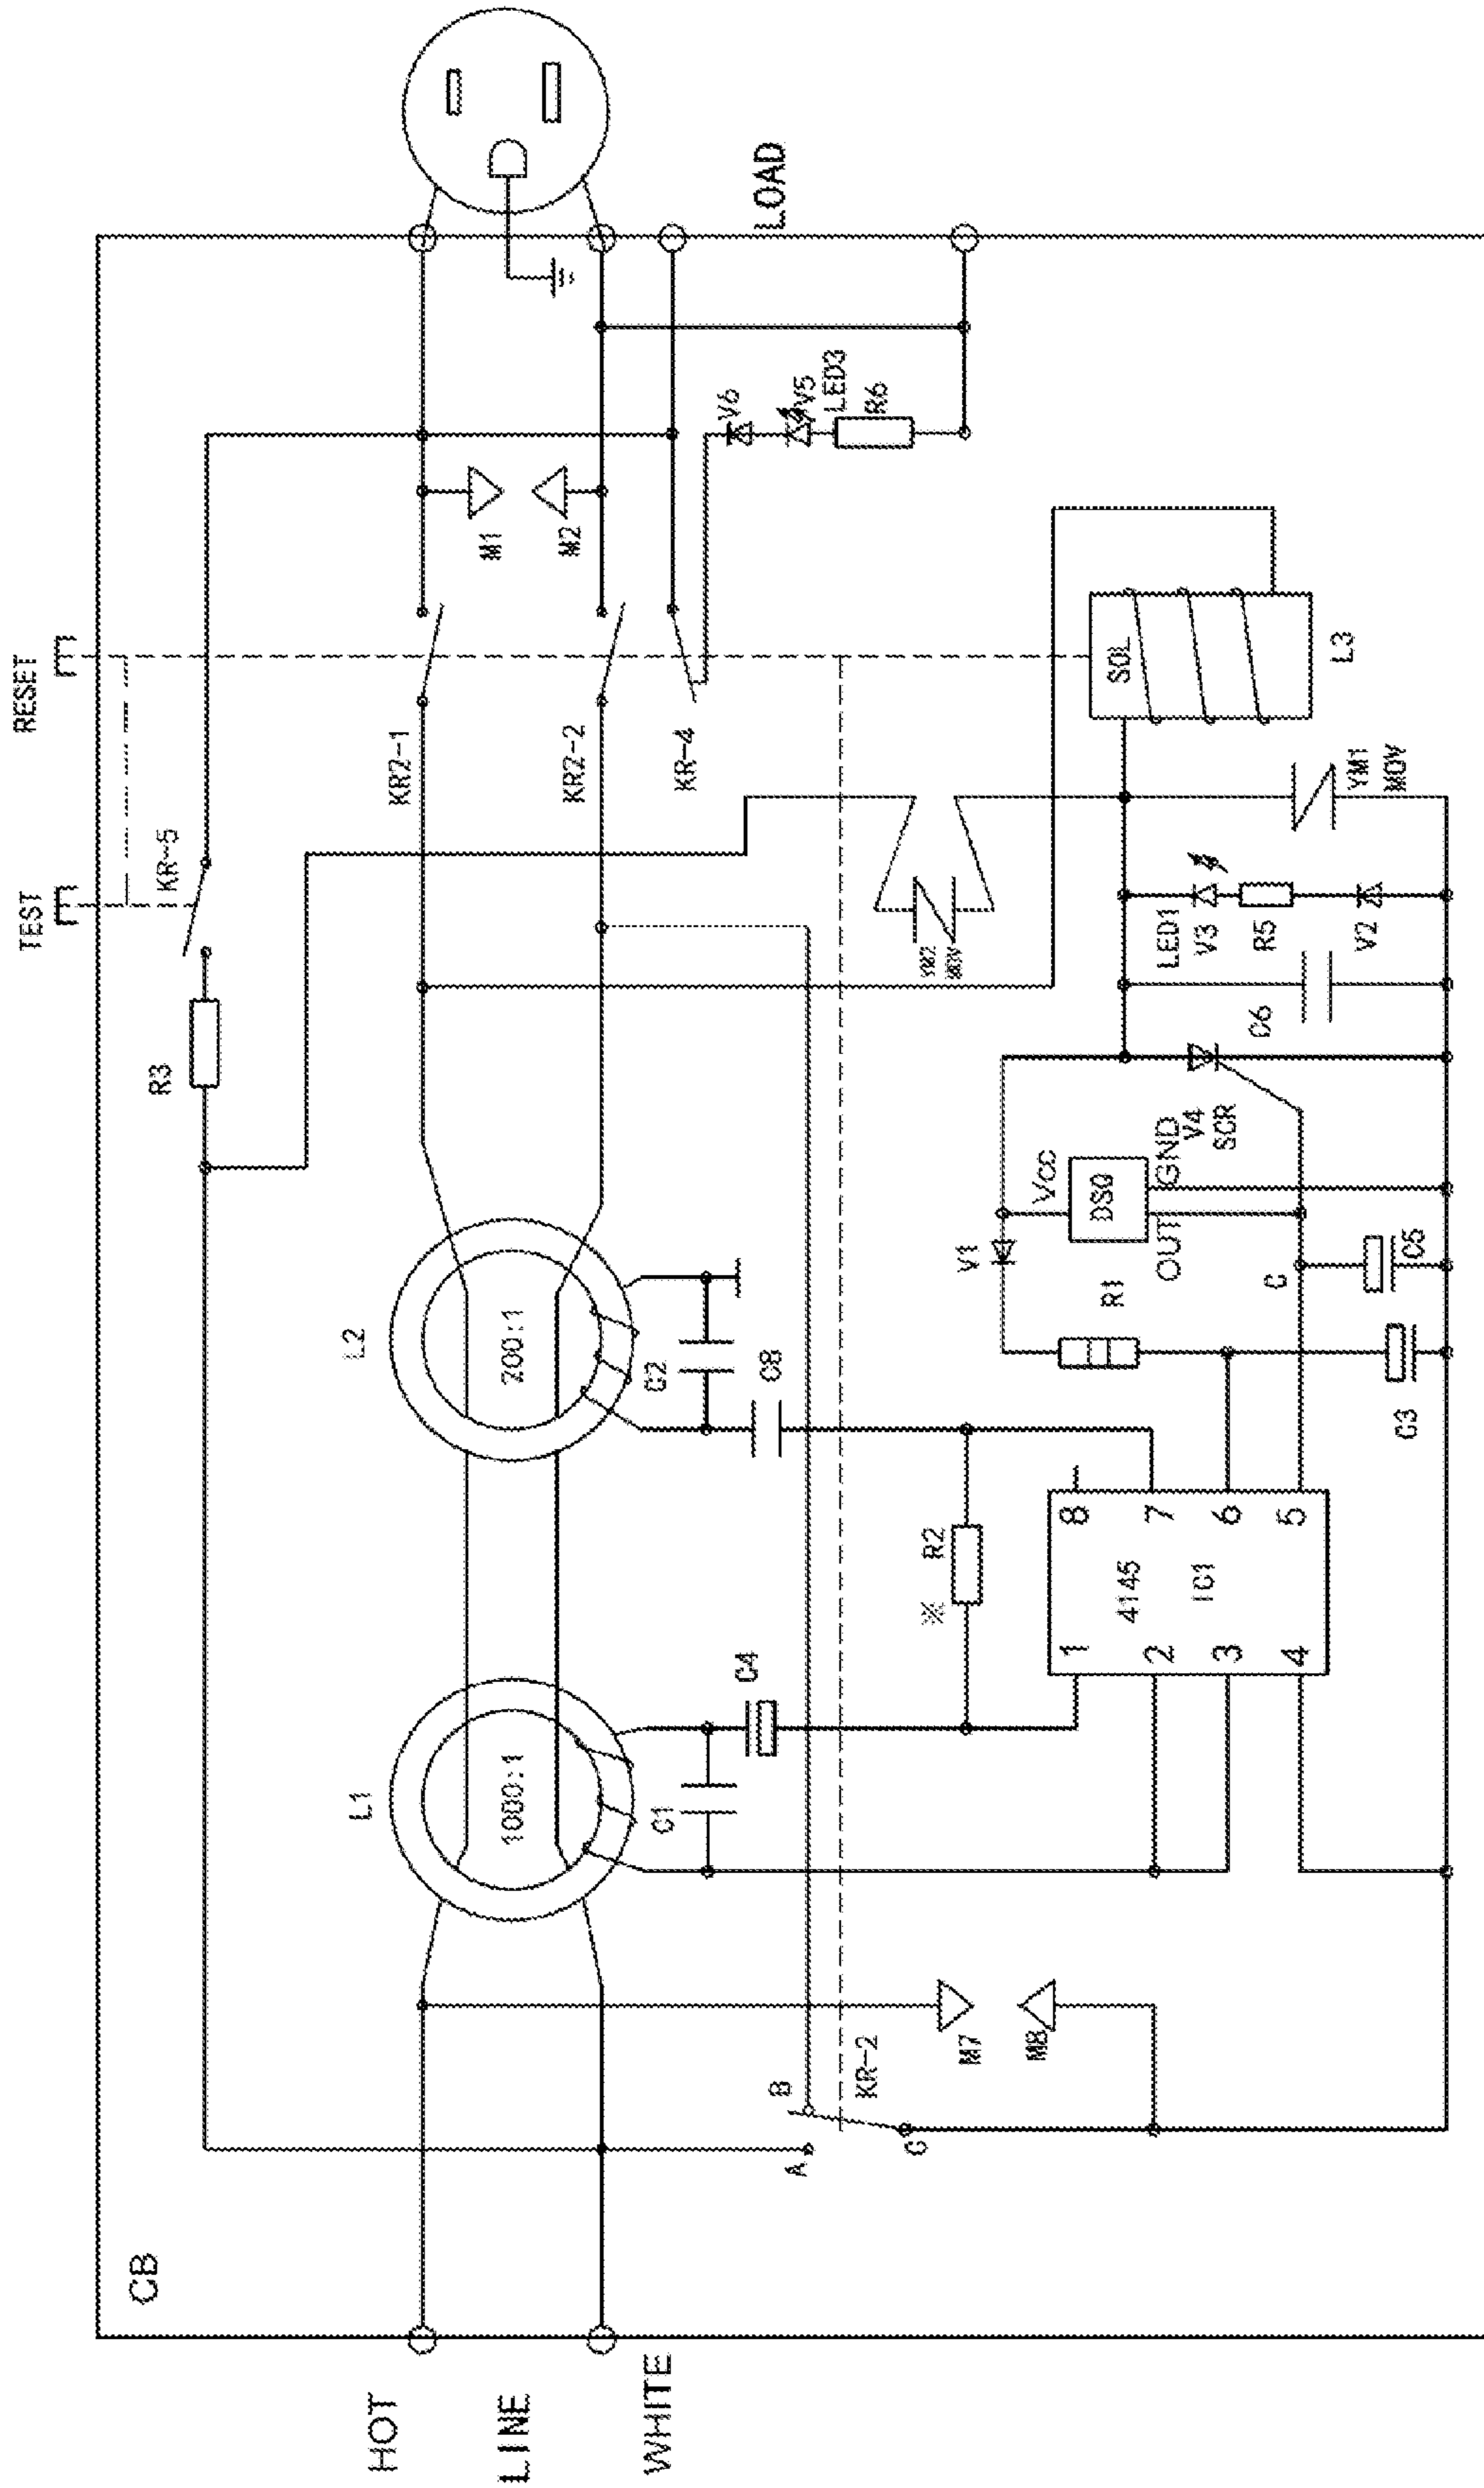 TEST
RESET
CB
R3
KR-5
HOT
LINE
WHITE
L1
1000:1
L2
200:1
KR2-1
KR2-2
KR-4
M1
M2
LOAD
C1
C4
C2
C8
V6
V5
LED3
R6
A
B
C
KR-2
M7
M8
YM2
MOV
※
R2
V1
Vcc
DSQ
GND
OUT
SOL
L3
1
2
3
4
4145
IC1
8
7
6
5
R1
G
V4
SCR
C6
LED1
V3
R5
V2
YM1
MOV
C3
C5